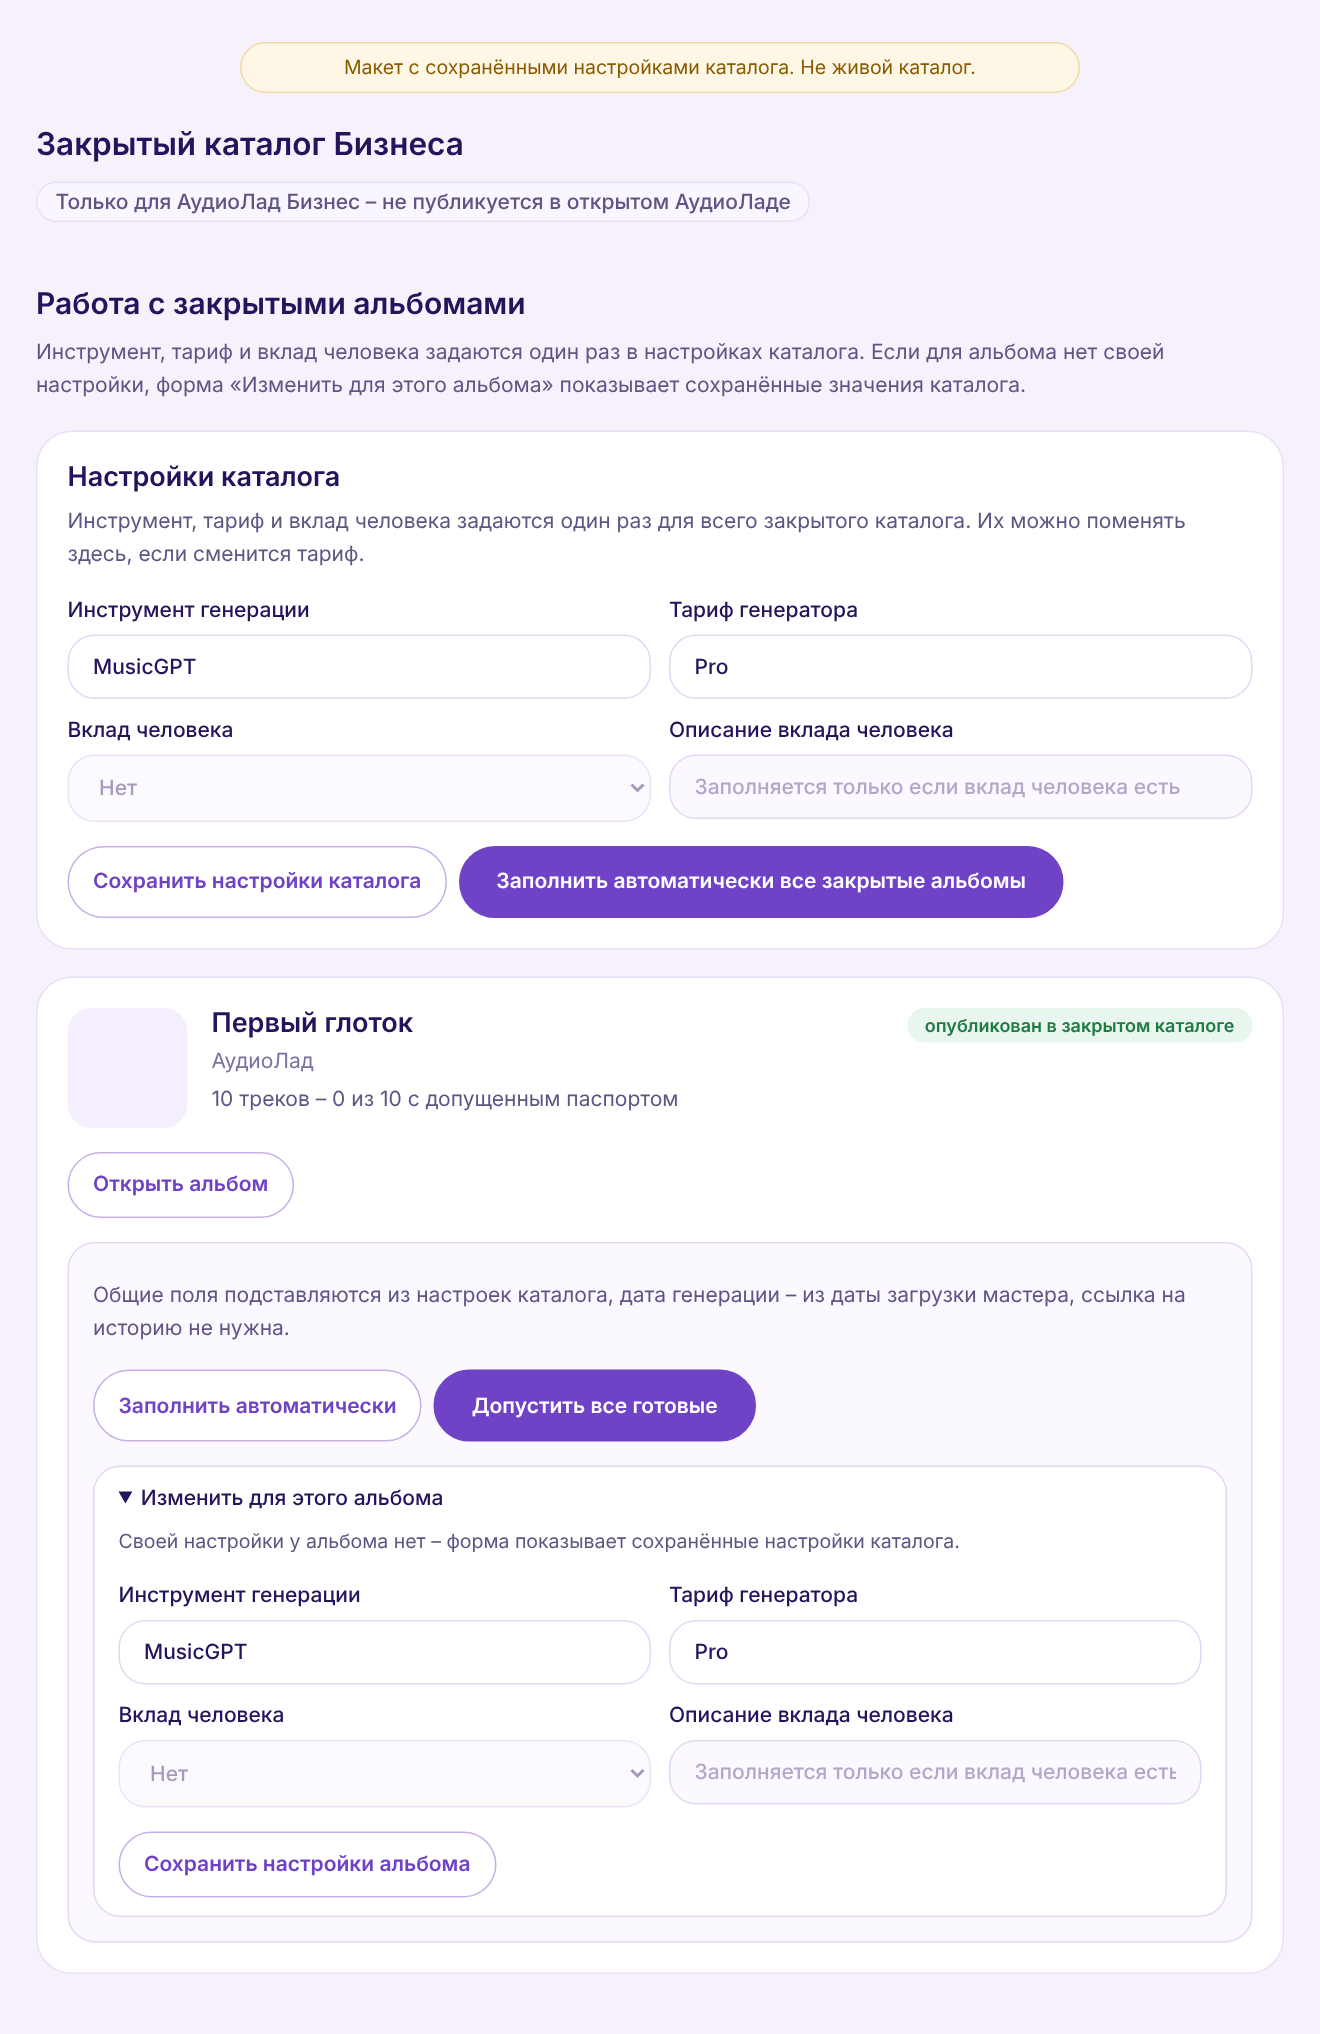 Макет с сохранёнными настройками каталога. Не живой каталог.
Закрытый каталог Бизнеса
Только для АудиоЛад Бизнес – не публикуется в открытом АудиоЛаде
Работа с закрытыми альбомами
Инструмент, тариф и вклад человека задаются один раз в настройках каталога. Если для альбома нет своей
настройки, форма «Изменить для этого альбома» показывает сохранённые значения каталога.
Настройки каталога
Инструмент, тариф и вклад человека задаются один раз для всего закрытого каталога. Их можно поменять
здесь, если сменится тариф.
Инструмент генерации
Тариф генератора
MusicGPT
Pro
Вклад человека
Описание вклада человека
Нет
Заполняется только если вклад человека есть
Сохранить настройки каталога
Заполнить автоматически все закрытые альбомы
Первый глоток
опубликован в закрытом каталоге
АудиоЛад
10 треков – 0 из 10 с допущенным паспортом
Открыть альбом
Общие поля подставляются из настроек каталога, дата генерации – из даты загрузки мастера, ссылка на
историю не нужна.
Заполнить автоматически
Допустить все готовые
▼ Изменить для этого альбома
Своей настройки у альбома нет – форма показывает сохранённые настройки каталога.
Инструмент генерации
Тариф генератора
MusicGPT
Pro
Вклад человека
Описание вклада человека
Нет
Заполняется только если вклад человека есть
Сохранить настройки альбома